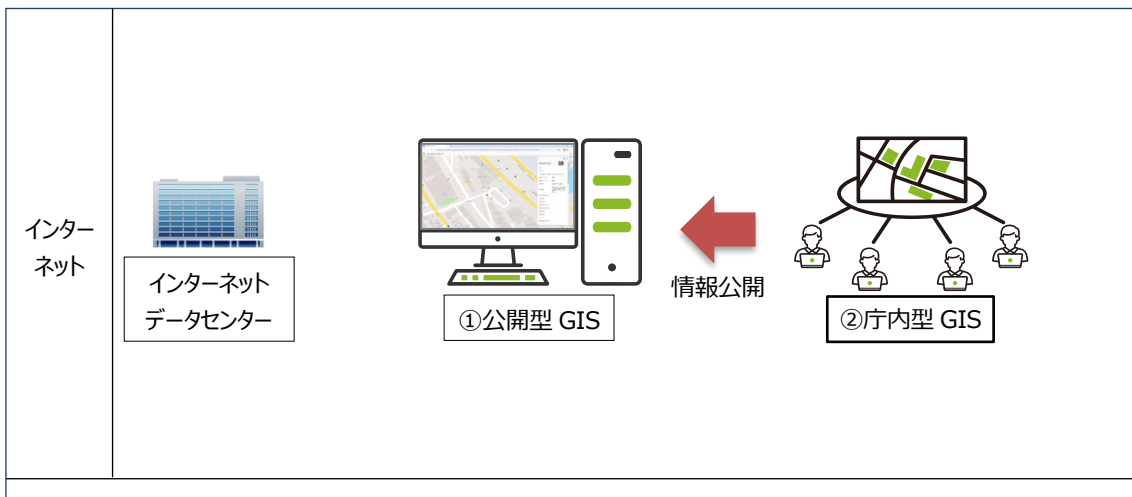 インター
ネット
インターネット
データセンター
①公開型 GIS
情報公開
②庁内型 GIS